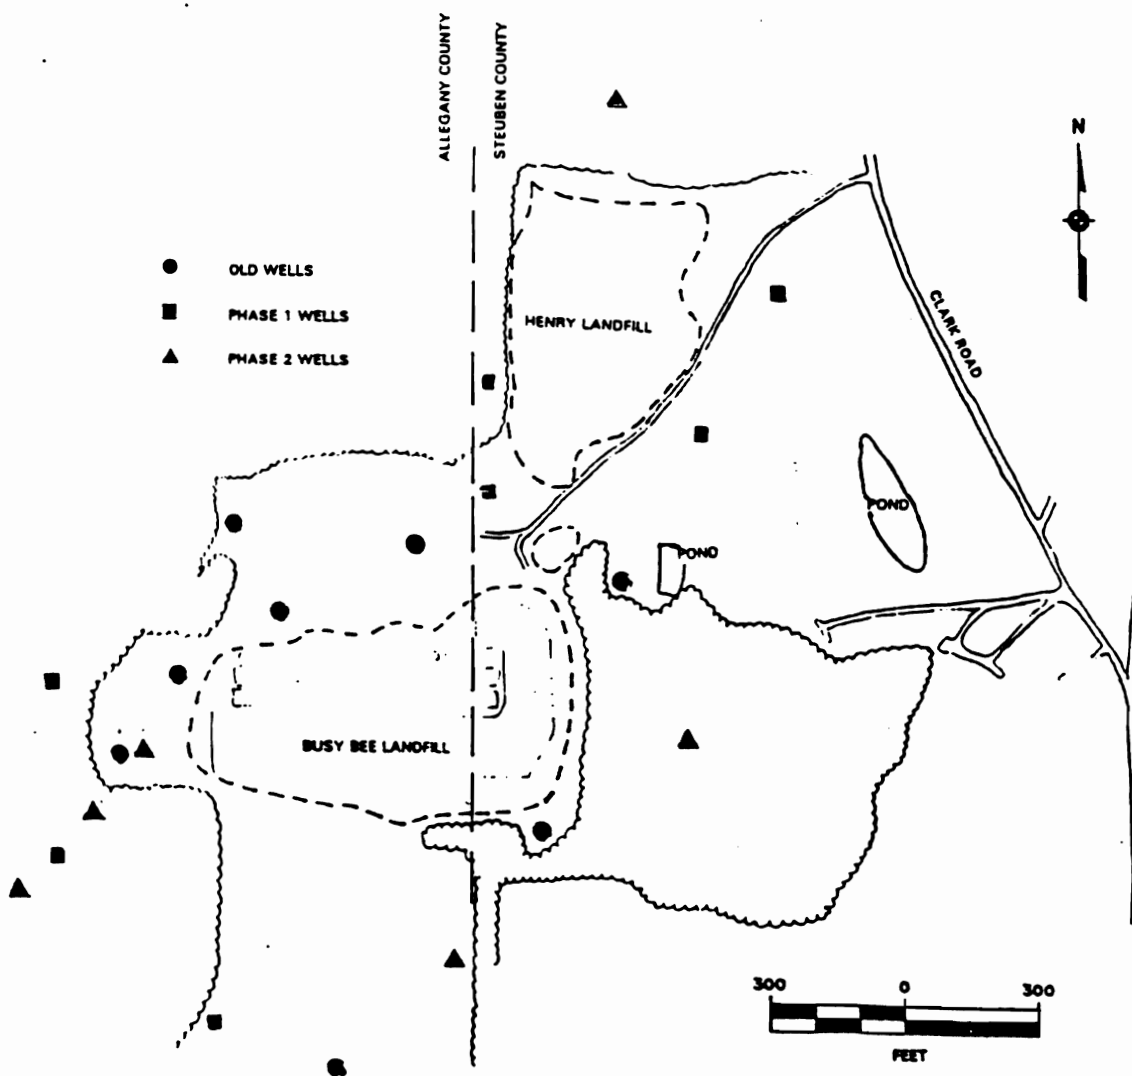 ALLEGANY COUNTY
STEUBEN COUNTY
N
OLD WELLS
PHASE 1 WELLS
PHASE 2 WELLS
HENRY LANDFILL
CLARK ROAD
POND
POND
BUSY BEE LANDFILL
300 0 300
FEET